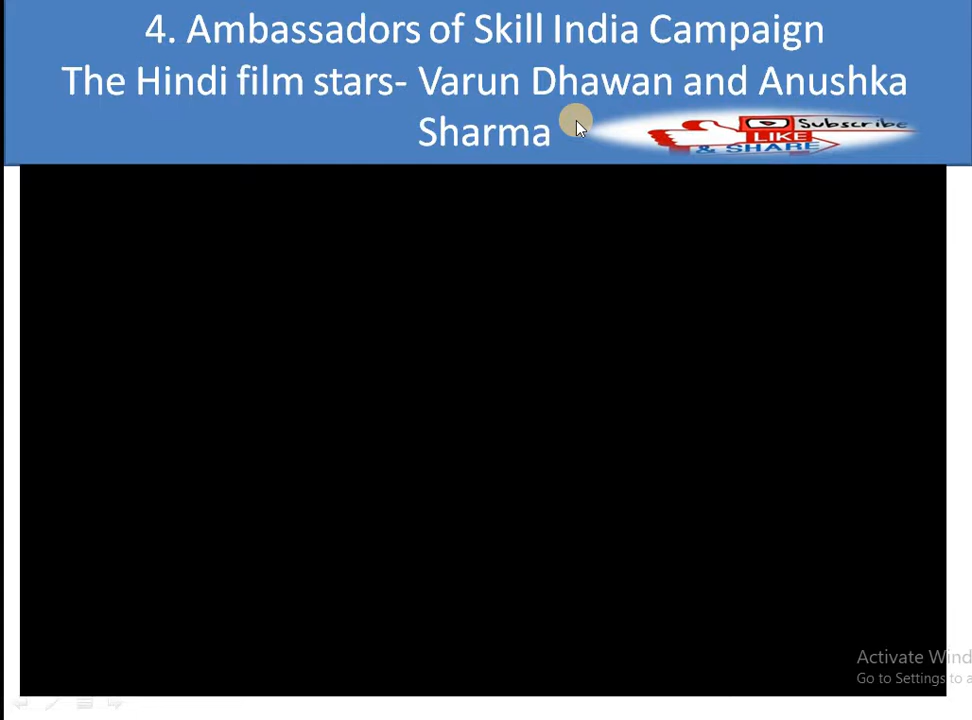 4. Ambassadors of Skill India Campaign
The Hindi film stars- Varun Dhawan and Anushka
Sharma
Subscribe
LIKE
& SHARE
Activate Wind
Go to Settings to a